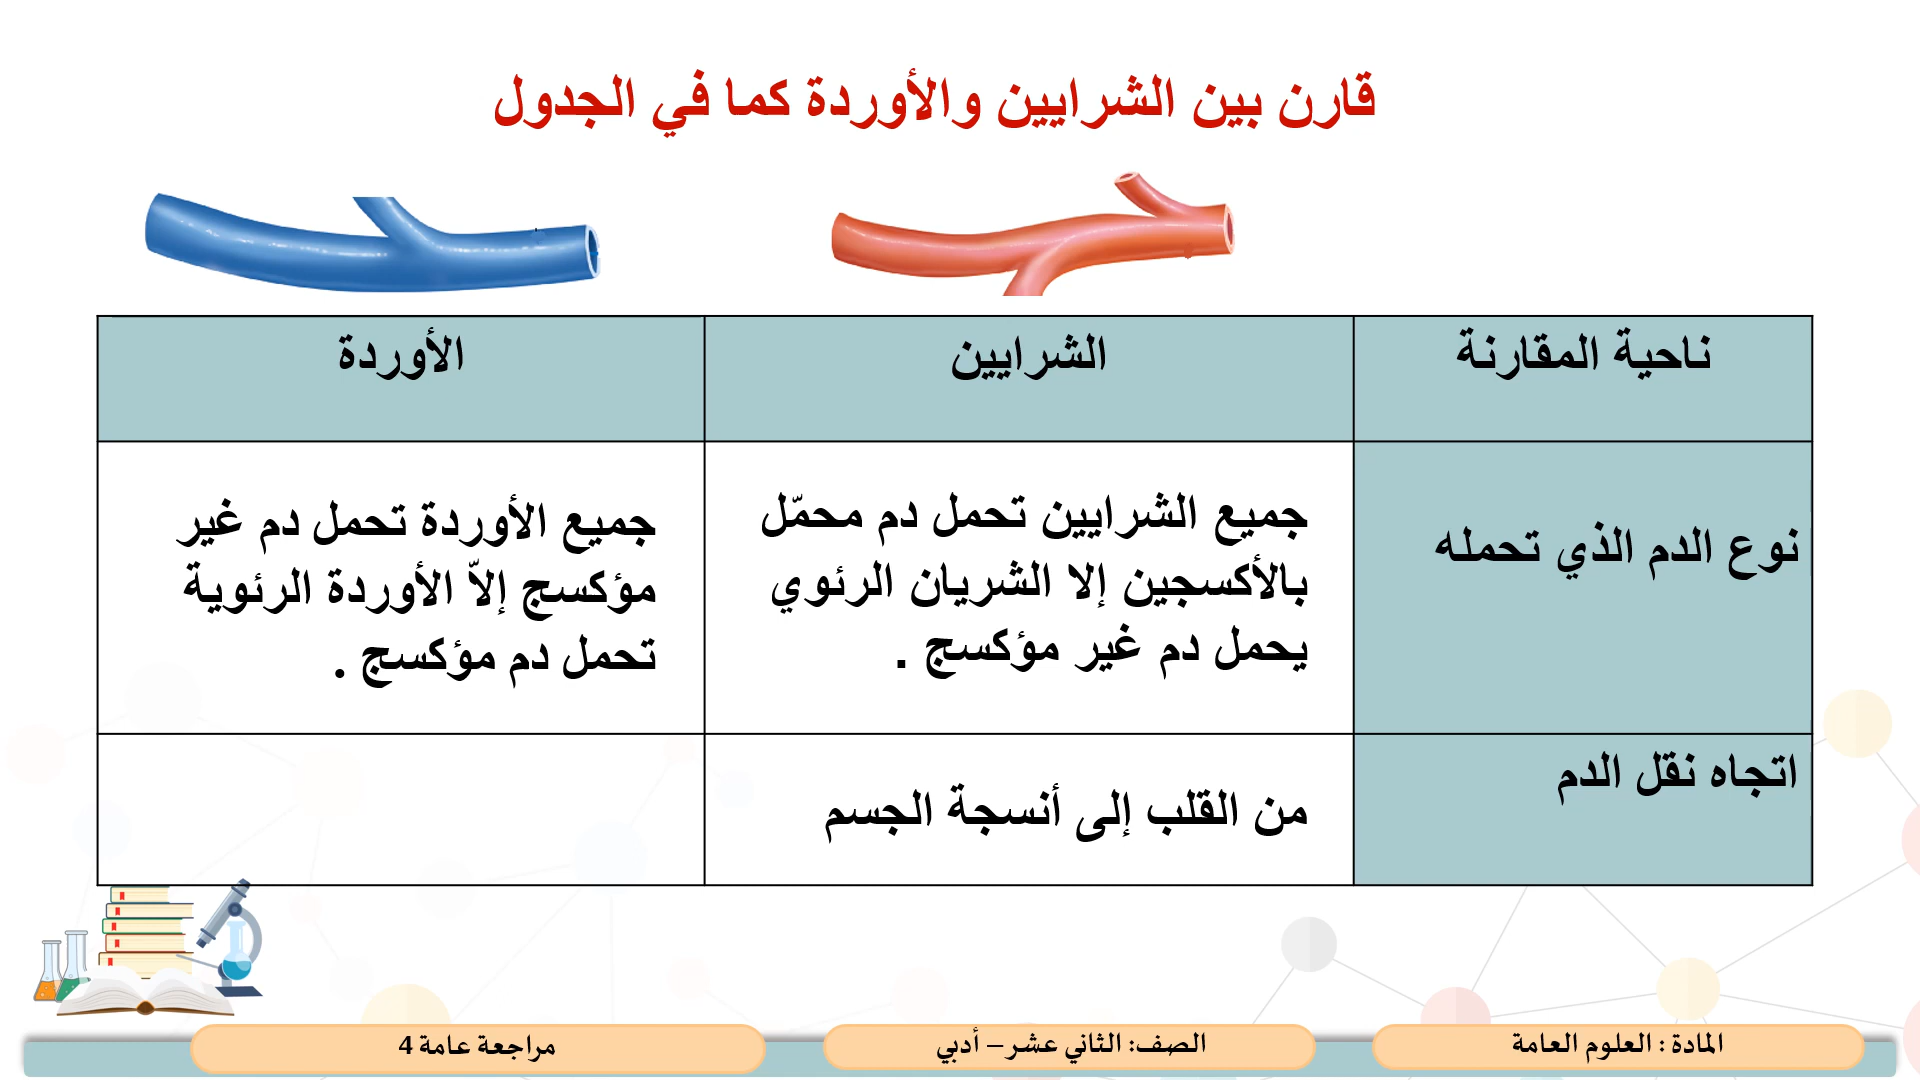 قارن بين الشرايين والأوردة كما في الجدول
ناحية المقارنة
الشرايين
الأوردة
نوع الدم الذي تحمله
جميع الشرايين تحمل دم محمّل
بالأكسجين إلا الشريان الرئوي
يحمل دم غير مؤكسج .
جميع الأوردة تحمل دم غير
مؤكسج إلاّ الأوردة الرئوية
تحمل دم مؤكسج .
اتجاه نقل الدم
من القلب إلى أنسجة الجسم
المادة : العلوم العامة
الصف: الثاني عشر – أدبي
مراجعة عامة 4